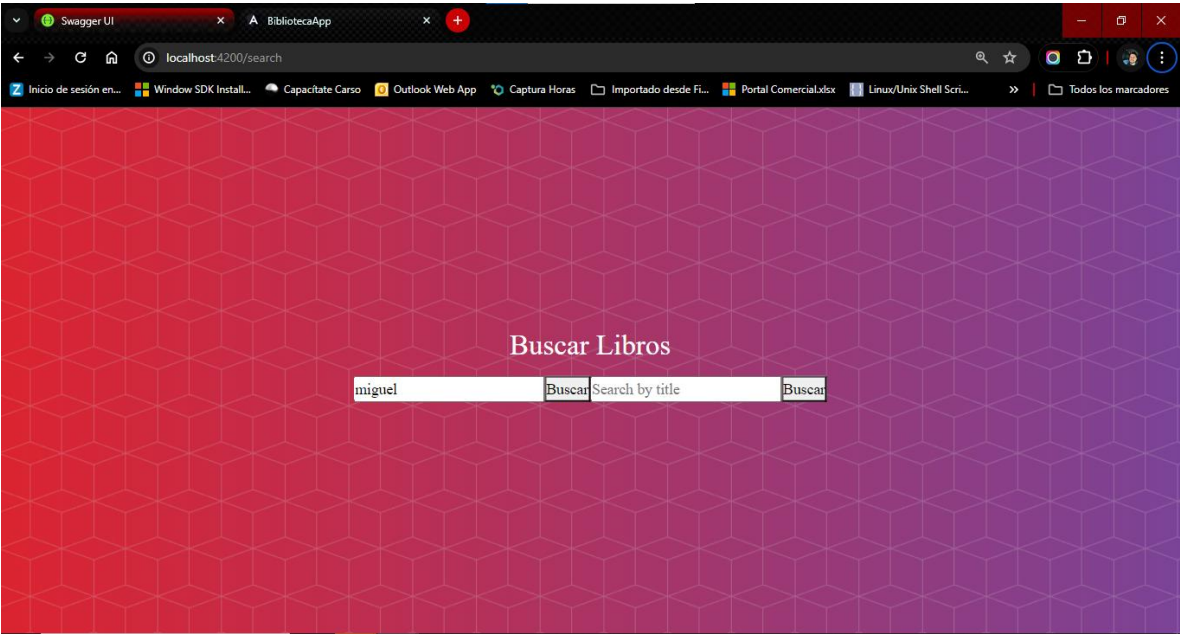 Swagger UI
BibliotecaApp
localhost:4200/search
Inicio de sesión en...
Window SDK Install...
Capacítate Carso
Outlook Web App
Captura Horas
Importado desde Fi...
Portal Comercial.xlsx
Linux/Unix Shell Scri...
»
Todos los marcadores
Buscar Libros
miguel
Buscar
Search by title
Buscar